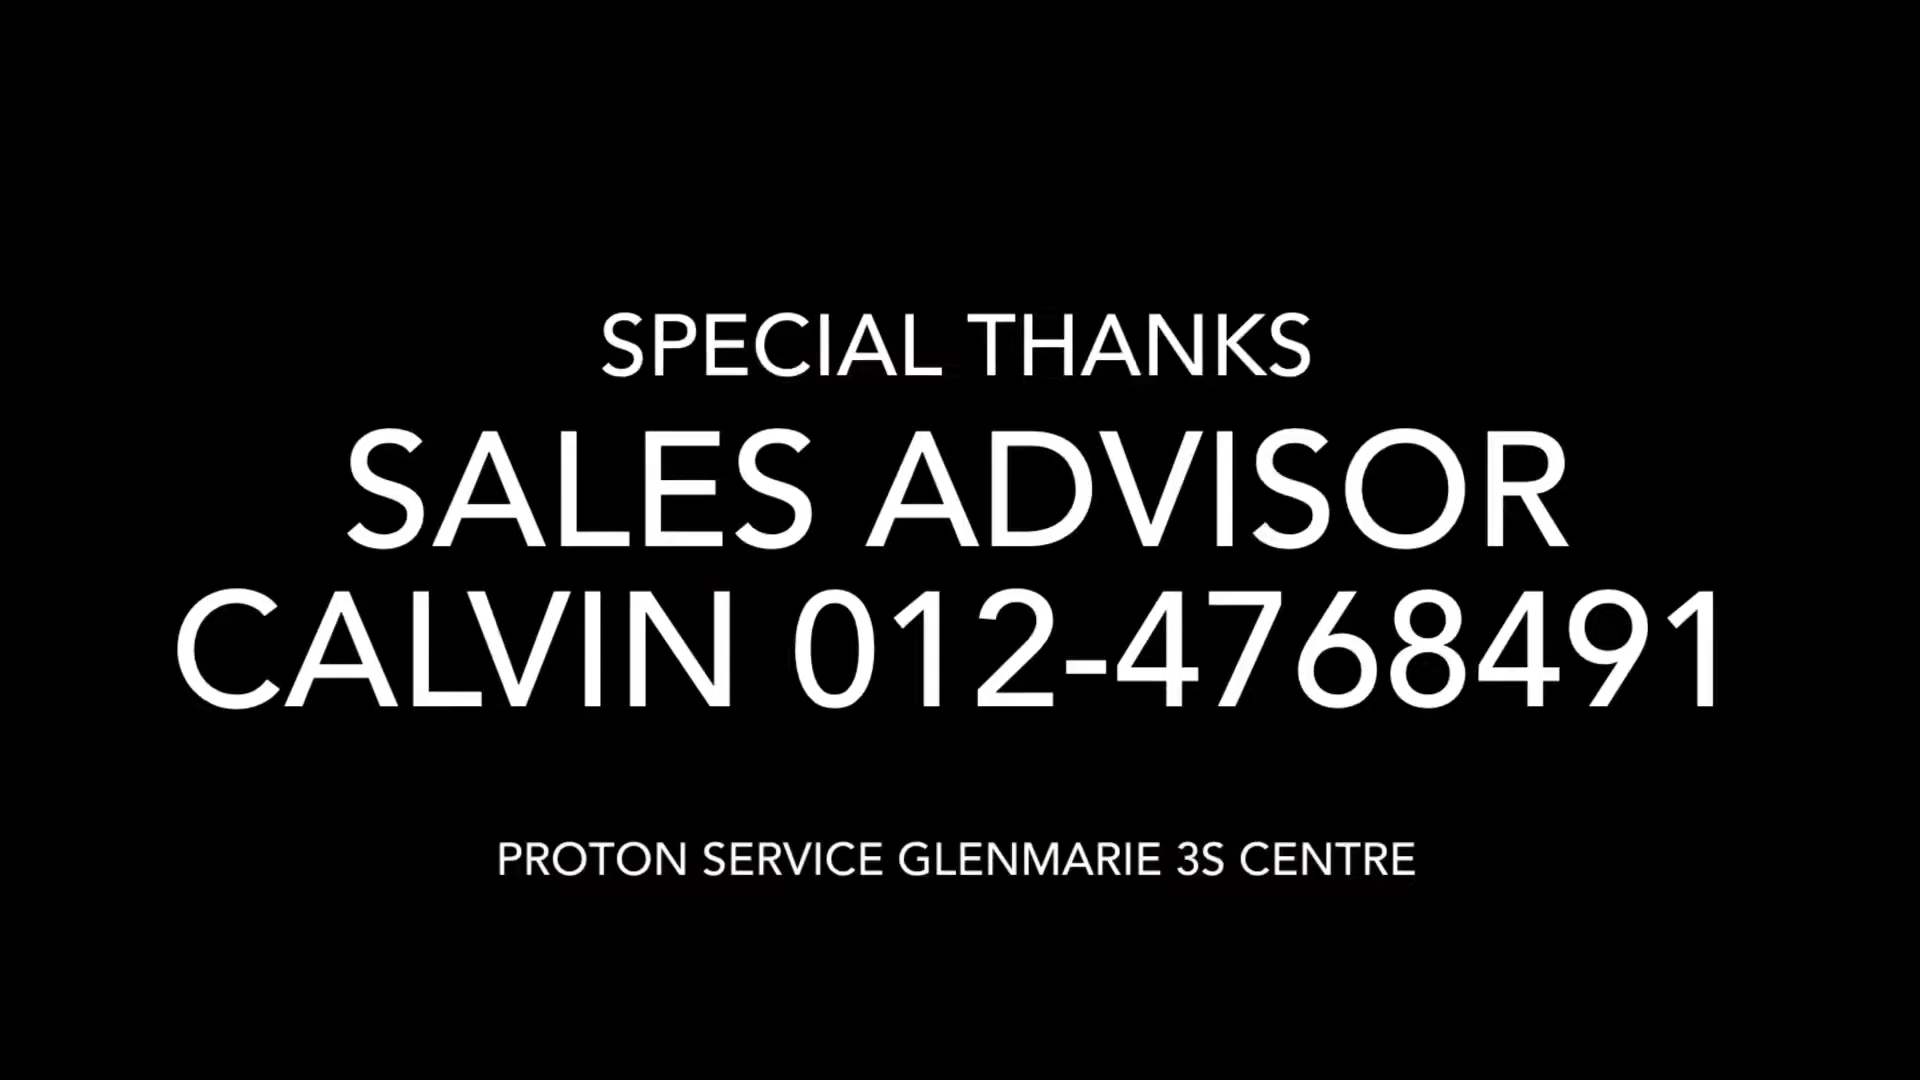 SPECIAL THANKS
SALES ADVISOR
CALVIN 012-4768491
PROTON SERVICE GLENMARIE 3S CENTRE